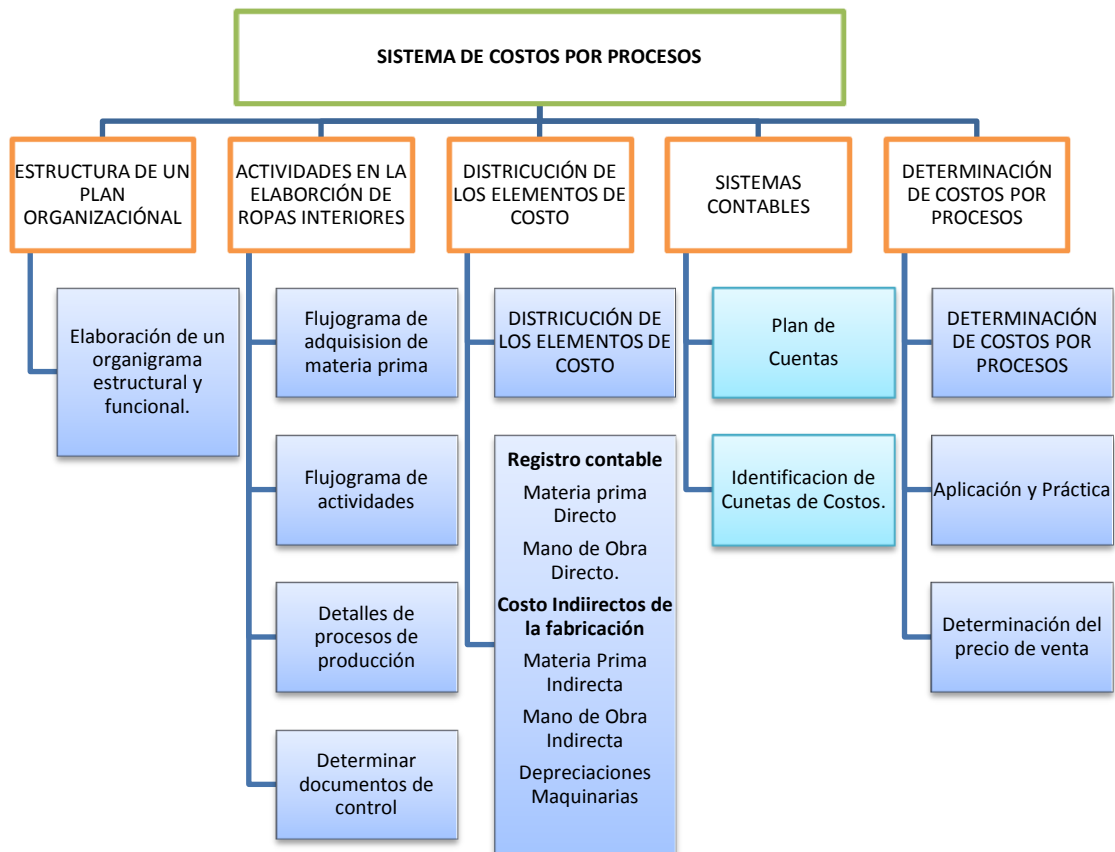 SISTEMA DE COSTOS POR PROCESOS
ESTRUCTURA DE UN
PLAN
ORGANIZACIÓNAL
ACTIVIDADES EN LA
ELABORCIÓN DE
ROPAS INTERIORES
DISTRICUCIÓN DE
LOS ELEMENTOS DE
COSTO
SISTEMAS
CONTABLES
DETERMINACIÓN
DE COSTOS POR
PROCESOS
Elaboración de un
organigrama
estructural y
funcional.
Flujograma de
adquisision de
materia prima
Flujograma de
actividades
Detalles de
procesos de
producción
Determinar
documentos de
control
DISTRICUCIÓN DE
LOS ELEMENTOS DE
COSTO
Registro contable
Materia prima
Directo
Mano de Obra
Directo.
Costo Indiirectos de
la fabricación
Materia Prima
Indirecta
Mano de Obra
Indirecta
Depreciaciones
Maquinarias
Plan de
Cuentas
Identificacion de
Cunetas de Costos.
DETERMINACIÓN
DE COSTOS POR
PROCESOS
Aplicación y Práctica
Determinación del
precio de venta